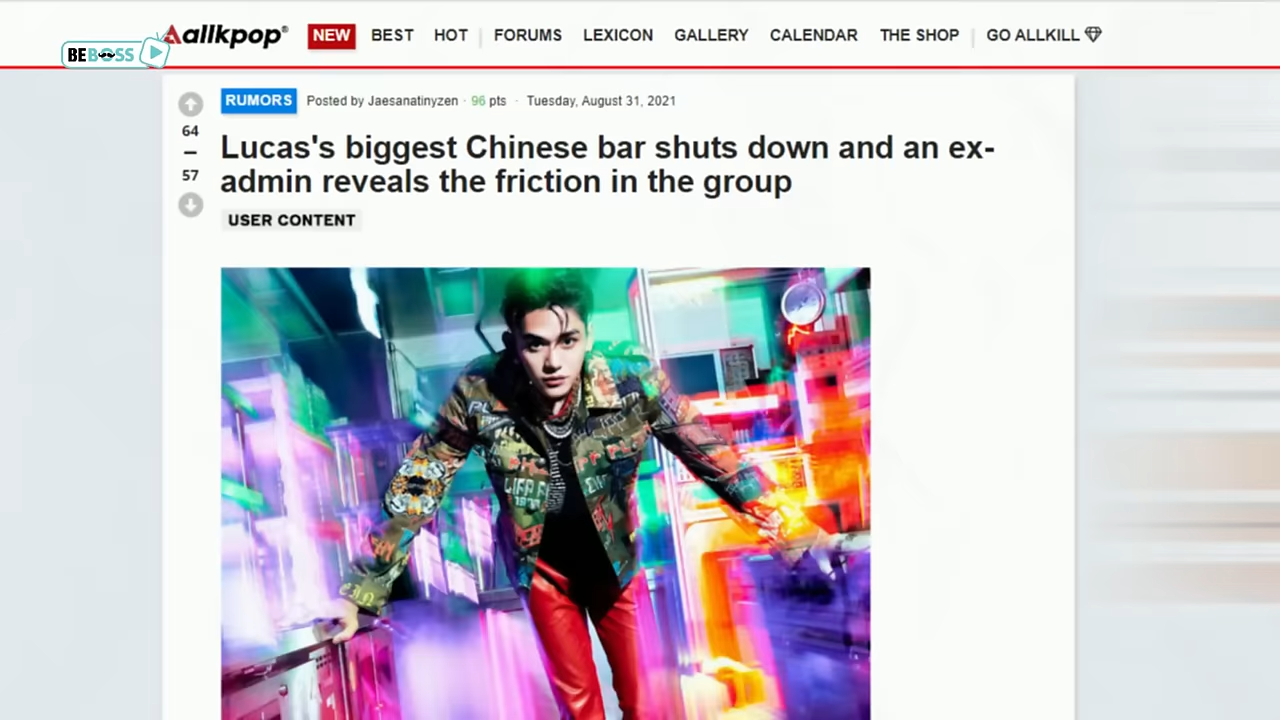 BEBOSS
allkpop®
NEW BEST HOT FORUMS LEXICON GALLERY CALENDAR THE SHOP GO ALLKILL
RUMORS Posted by Jaesanatinyzen · 96 pts · Tuesday, August 31, 2021
64
57
Lucas's biggest Chinese bar shuts down and an ex-
admin reveals the friction in the group
USER CONTENT